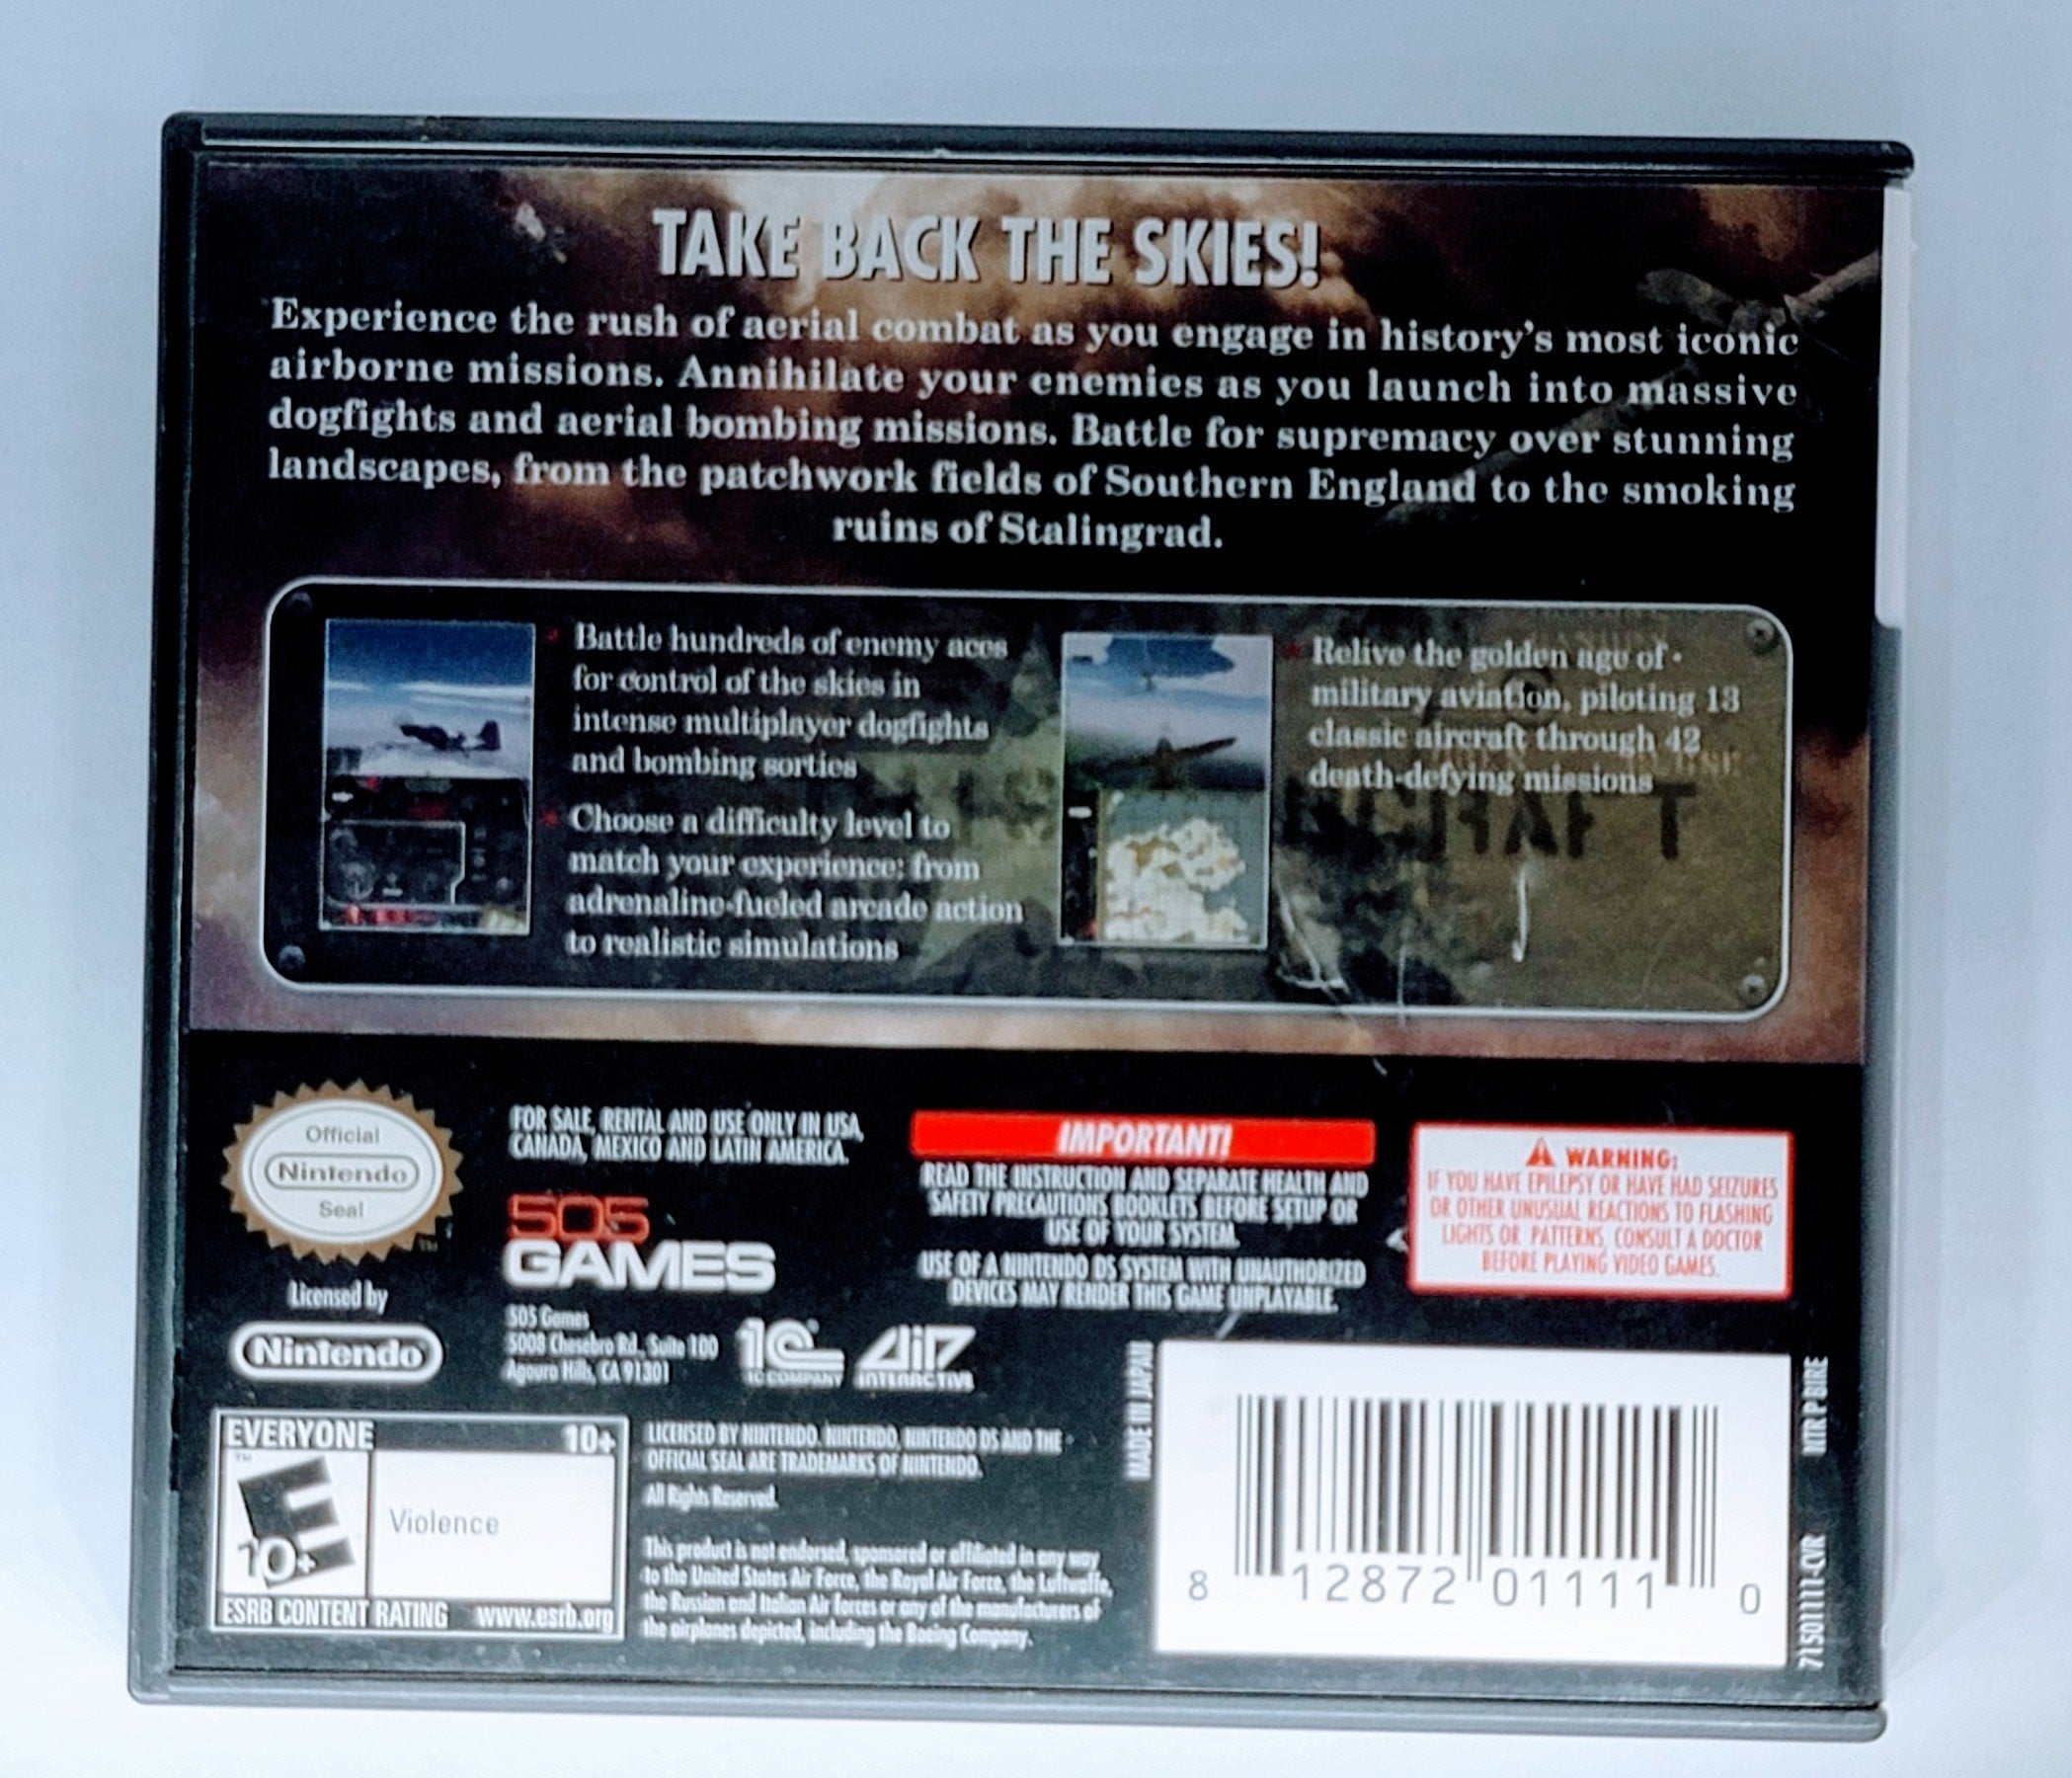 TAKE BACK THE SKIES!
Experience the rush of aerial combat as you engage in history's most iconic
airborne missions. Annihilate your enemies as you launch into massive
dogfights and aerial bombing missions. Battle for supremacy over stunning
landscapes, from the patchwork fields of Southern England to the smoking
ruins of Stalingrad.
Battle hundreds of enemy aces
for control of the skies in
intense multiplayer dogfights
and bombing sorties
Choose a difficulty level to
match your experience; from
adrenaline-fueled arcade action
to realistic simulations
Relive the golden age of
military aviation, piloting 13
classic aircraft through 42
death-defying missions
Official
Nintendo
Seal
TM
Licensed by
Nintendo
FOR SALE, RENTAL AND USE ONLY IN USA,
CANADA, MEXICO AND LATIN AMERICA.
505
GAMES
505 Games
5008 Chesebro Rd., Suite 100
Agoura Hills, CA 91301
1C
1C COMPANY
AiR
INTERACTIVE
IMPORTANT!
READ THE INSTRUCTION AND SEPARATE HEALTH AND
SAFETY PRECAUTIONS BOOKLETS BEFORE SETUP OR
USE OF YOUR SYSTEM.
USE OF A NINTENDO DS SYSTEM WITH UNAUTHORIZED
DEVICES MAY RENDER THIS GAME UNPLAYABLE.
WARNING:
IF YOU HAVE EPILEPSY OR HAVE HAD SEIZURES
OR OTHER UNUSUAL REACTIONS TO FLASHING
LIGHTS OR PATTERNS, CONSULT A DOCTOR
BEFORE PLAYING VIDEO GAMES.
EVERYONE 10+
E
10+
Violence
ESRB CONTENT RATING www.esrb.org
LICENSED BY NINTENDO. NINTENDO, NINTENDO DS AND THE
OFFICIAL SEAL ARE TRADEMARKS OF NINTENDO.
All Rights Reserved.
This product is not endorsed, sponsored or affiliated in any way
to the United States Air Force, the Royal Air Force, the Luftwaffe,
the Russian and Italian Air forces or any of the manufacturers of
the airplanes depicted, including the Boeing Company.
MADE IN JAPAN
8 12872 01111 0
NTR P BIRE
71501111-CVR